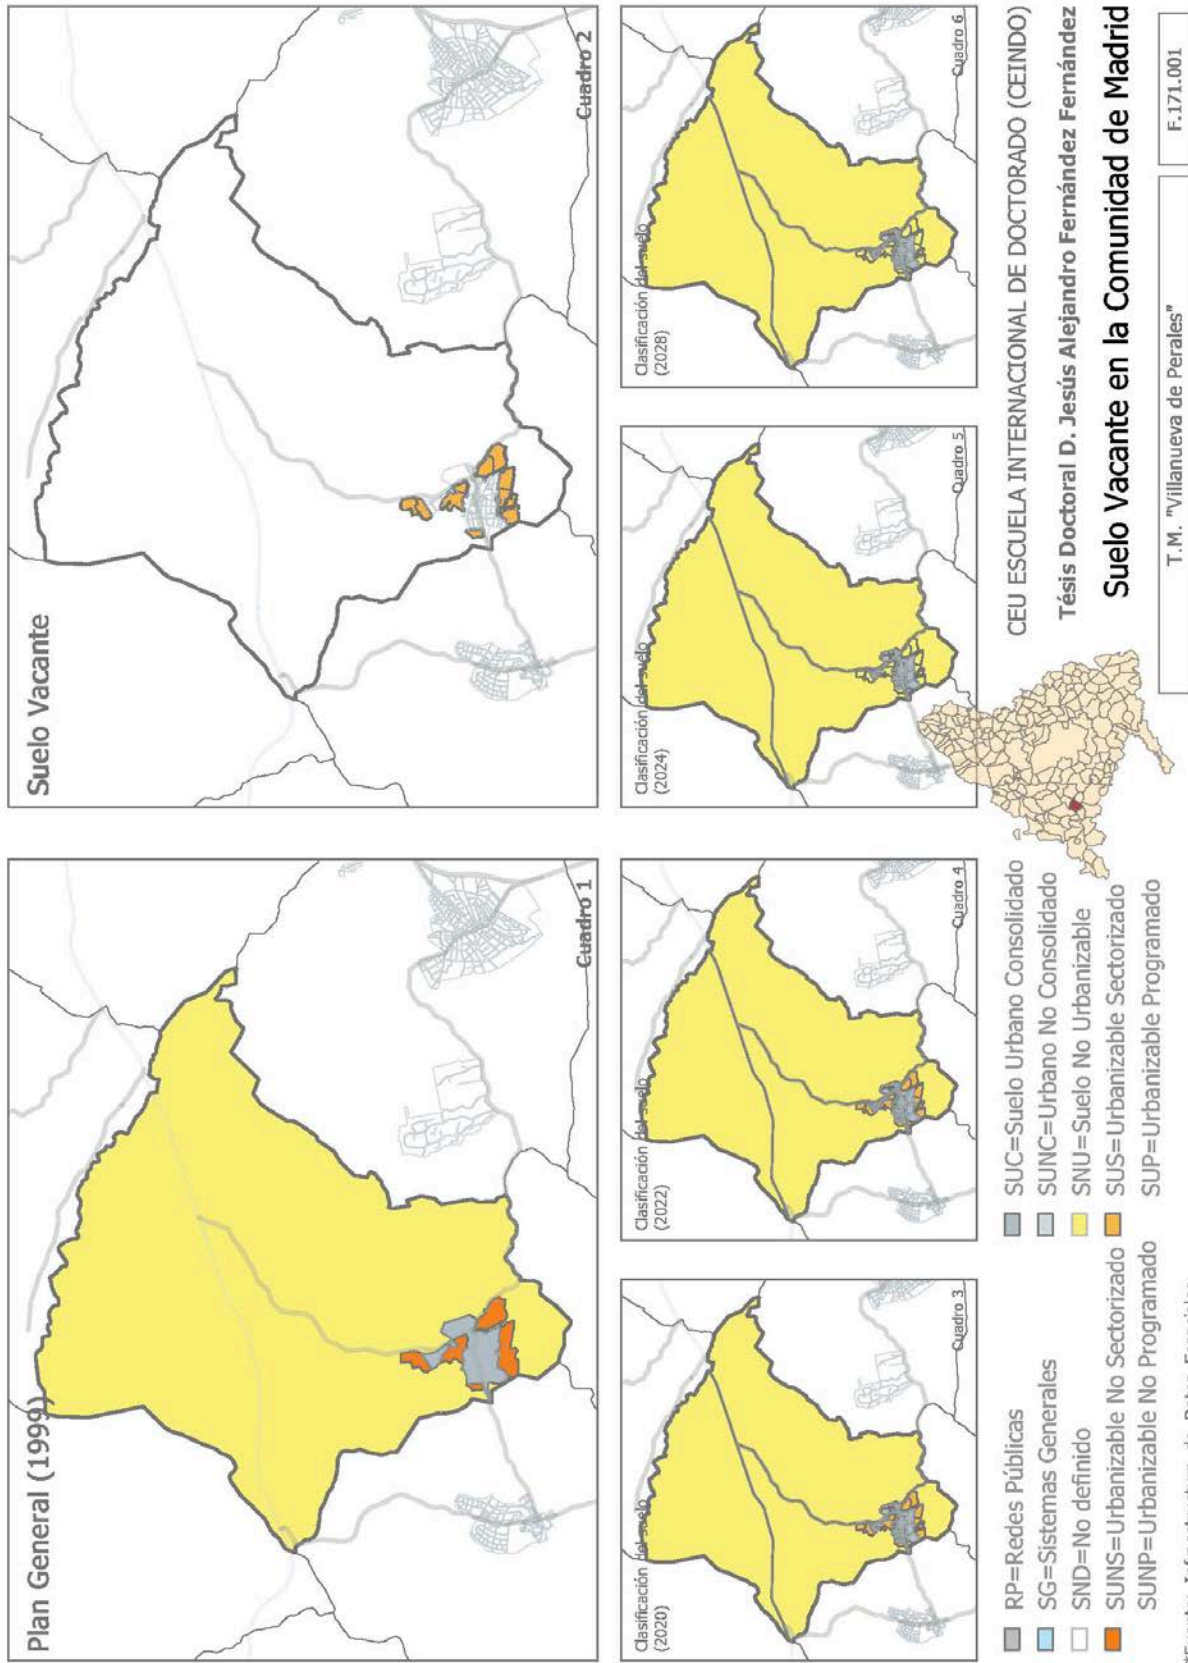 Plan General (1999)
Cuadro 1
Suelo Vacante
Cuadro 2
Clasificación del suelo
(2020)
Cuadro 3
Clasificación del suelo
(2022)
Cuadro 4
Clasificación del suelo
(2024)
Cuadro 5
Clasificación del suelo
(2028)
Cuadro 6
RP=Redes Públicas
SG=Sistemas Generales
SND=No definido
SUNS=Urbanizable No Sectorizado
SUNP=Urbanizable No Programado
SUC=Suelo Urbano Consolidado
SUNC=Urbano No Consolidado
SNU=Suelo No Urbanizable
SUS=Urbanizable Sectorizado
SUP=Urbanizable Programado
CEU ESCUELA INTERNACIONAL DE DOCTORADO (CEINDO)
Tésis Doctoral D. Jesús Alejandro Fernández Fernández
Suelo Vacante en la Comunidad de Madrid
T.M. "Villanueva de Perales"
F.171.001